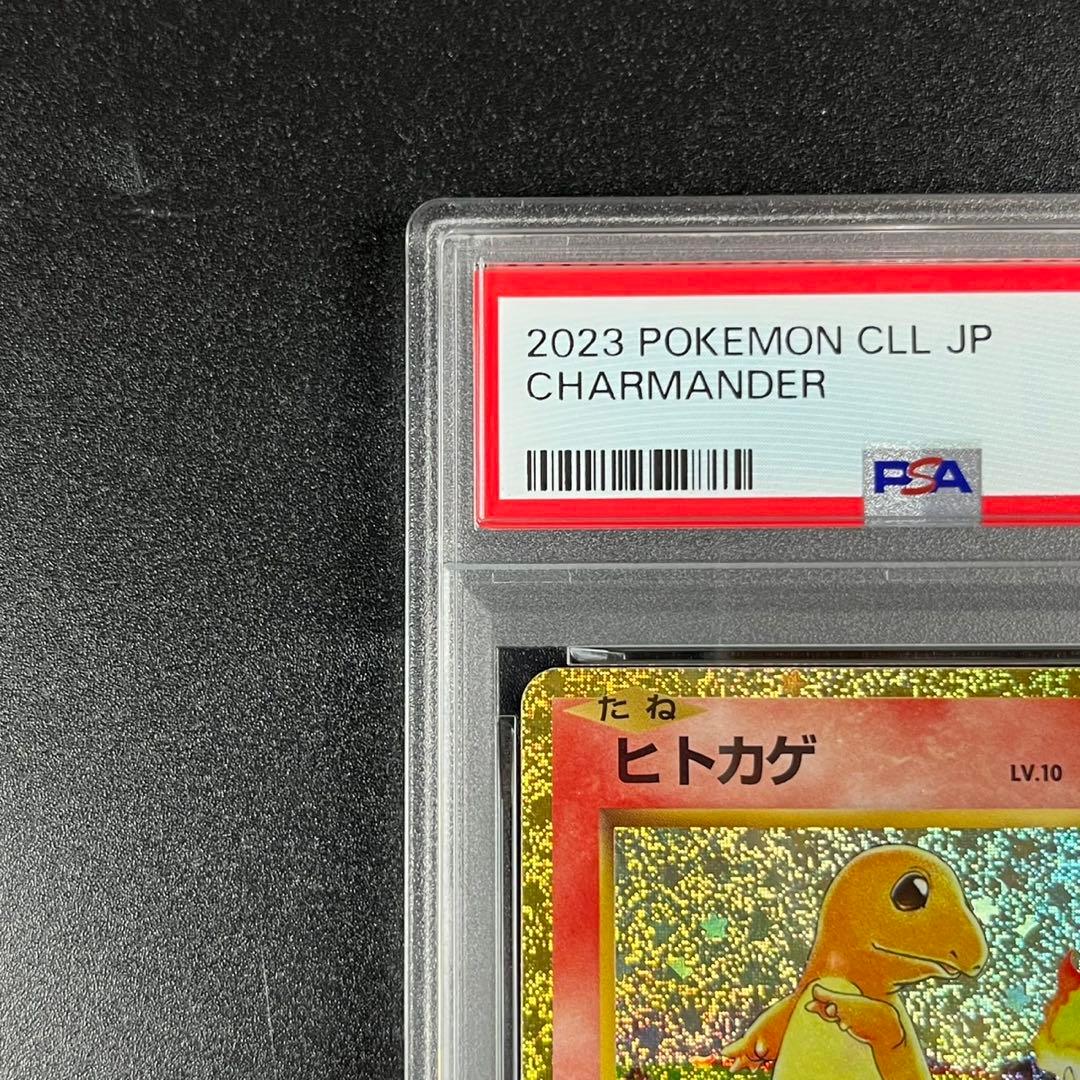 2023 POKEMON CLL JP
CHARMANDER
PSA
たね
ヒトカゲ LV.10